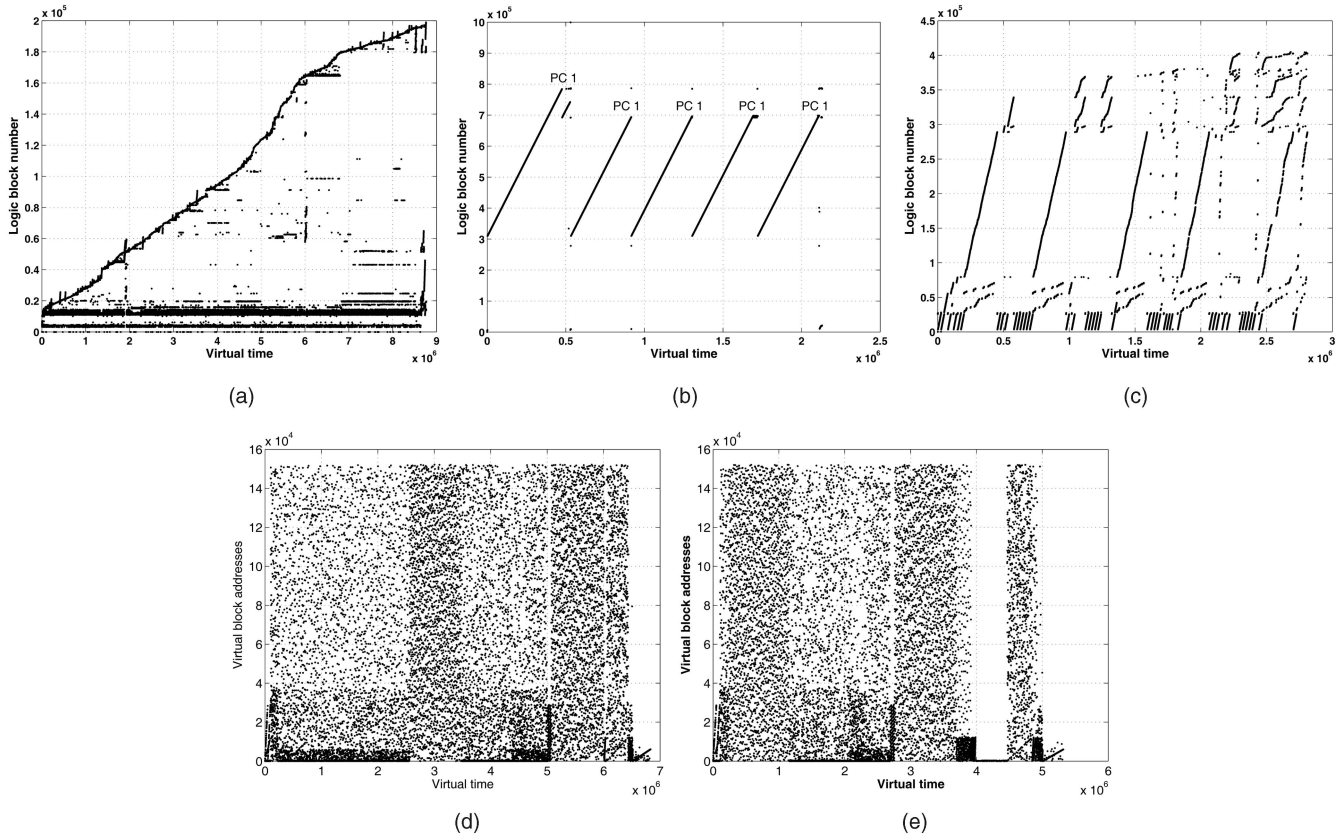 x 10^5
Logic block number
2
1.8
1.6
1.4
1.2
1
0.8
0.6
0.4
0.2
0
0 1 2 3 4 5 6 7 8 9
Virtual time
x 10^6
(a)
x 10^5
Logic block number
10
9
8
7
6
5
4
3
2
1
0
PC 1
PC 1 PC 1 PC 1 PC 1
0 0.5 1 1.5 2 2.5
Virtual time
x 10^6
(b)
x 10^5
Logic block number
4.5
4
3.5
3
2.5
2
1.5
1
0.5
0
0 0.5 1 1.5 2 2.5 3
Virtual time
x 10^6
(c)
x 10^4
Virtual block addresses
16
14
12
10
8
6
4
2
0
0 1 2 3 4 5 6 7
Virtual time
x 10^6
(d)
x 10^4
Virtual block addresses
16
14
12
10
8
6
4
2
0
0 1 2 3 4 5 6
Virtual time
x 10^6
(e)